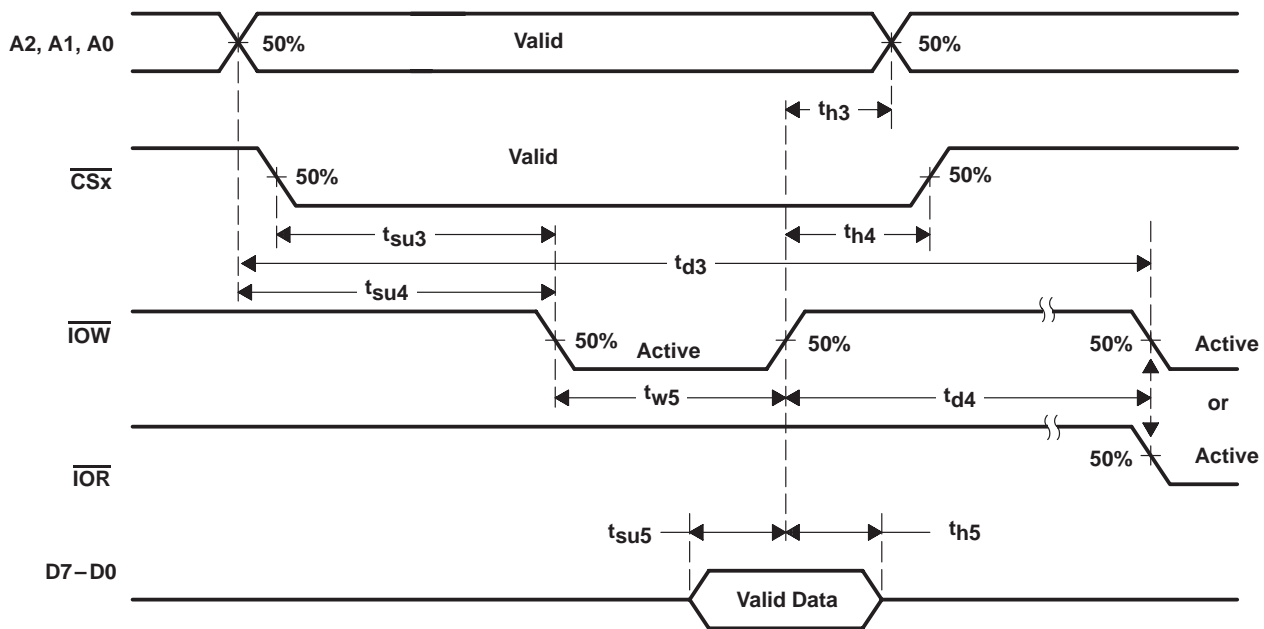 A2, A1, A0
50%
Valid
50%
th3
CSx
50%
Valid
50%
tsu3
th4
td3
tsu4
IOW
50%
Active
50%
50%
Active
tw5
td4
or
IOR
50%
Active
tsu5
th5
D7–D0
Valid Data